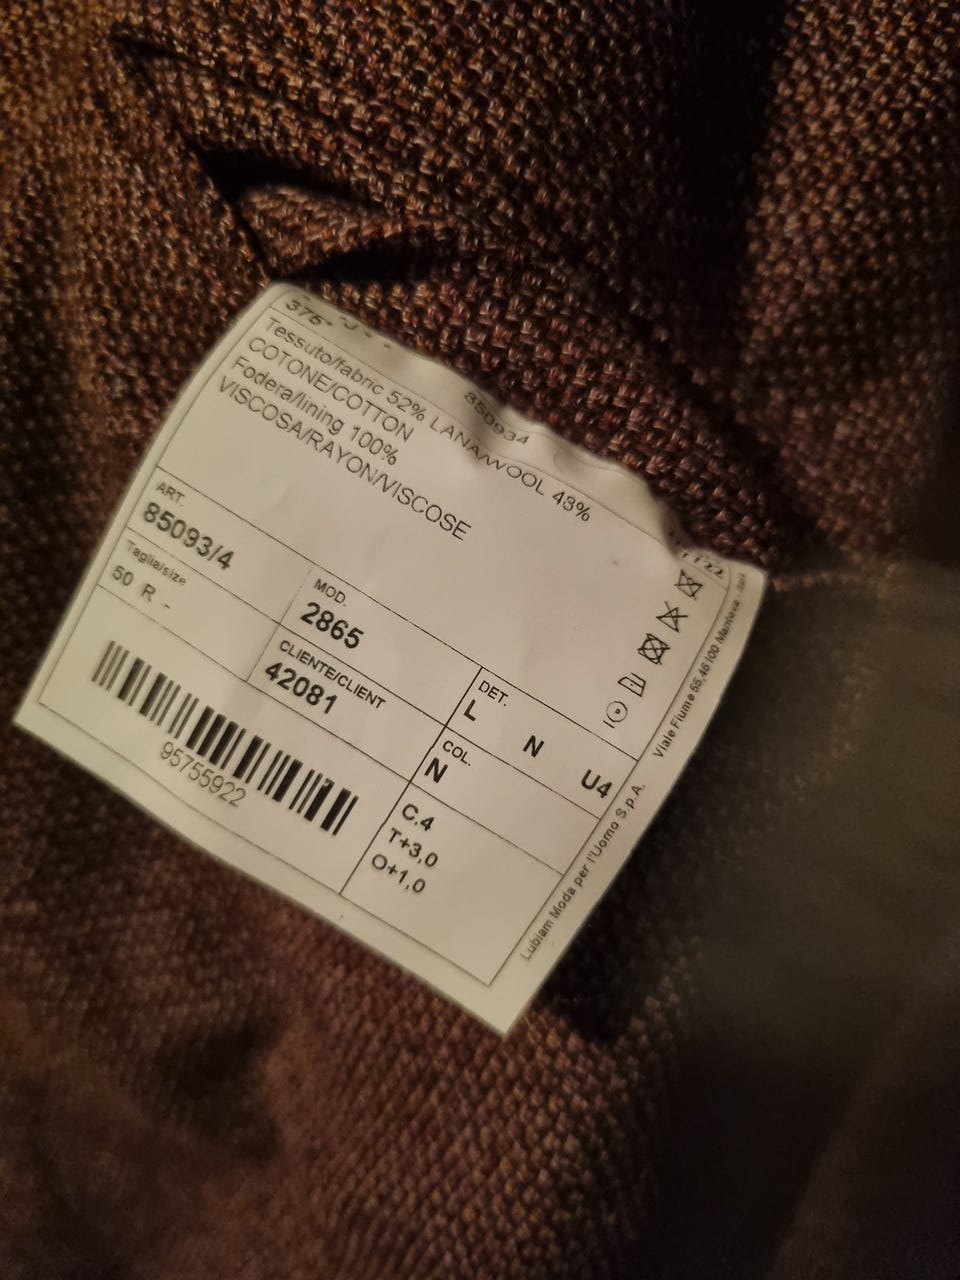 375
850934
Tessuto/fabric 52% LANA/WOOL 43%
COTONE/COTTON
Fodera/lining 100%
VISCOSA/RAYON/VISCOSE
ART.
85093/4
MOD.
2865
DET.
L N U4
Taglia/size
50 R -
CLIENTE/CLIENT
42081
COL.
N
95755922
C.4
T+3,0
O+1,0
Lubiam Moda per l'Uomo S.p.A. Viale Fiume 55,46100 Mantova - Italy